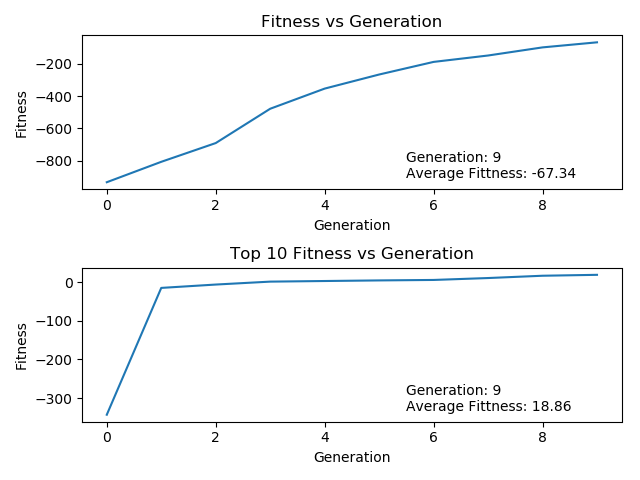 Fitness vs Generation
Fitness
−200
−400
−600
−800
Generation: 9
Average Fittness: -67.34
0 2 4 6 8
Generation
Top 10 Fitness vs Generation
Fitness
0
−100
−200
−300
Generation: 9
Average Fittness: 18.86
0 2 4 6 8
Generation